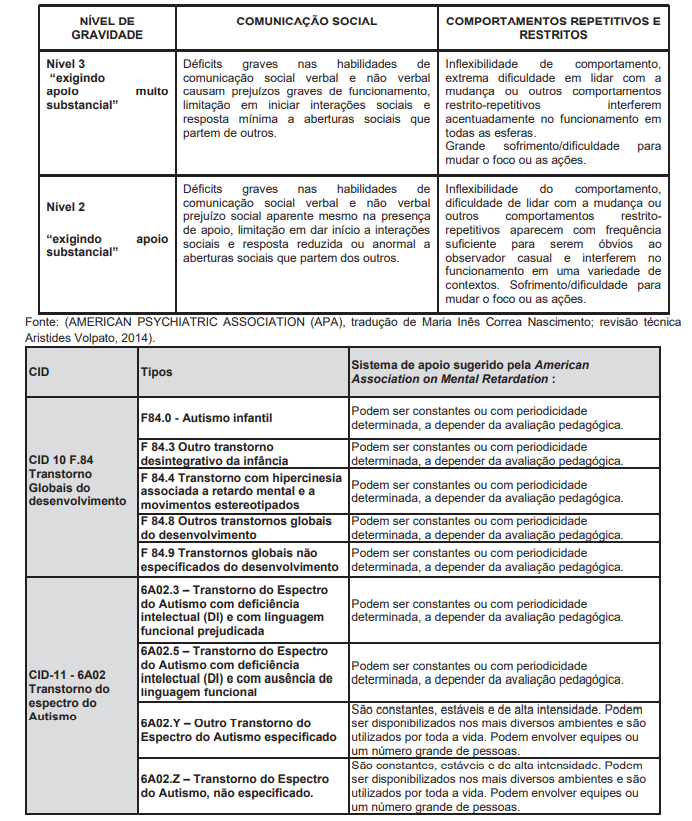 NÍVEL DE
GRAVIDADE
COMUNICAÇÃO SOCIAL
COMPORTAMENTOS REPETITIVOS E
RESTRITOS
Nível 3
"exigindo
apoio muito
substancial"
Déficits graves nas habilidades de
comunicação social verbal e não verbal
causam prejuízos graves de funcionamento,
limitação em iniciar interações sociais e
resposta mínima a aberturas sociais que
partem de outros.
Inflexibilidade de comportamento,
extrema dificuldade em lidar com a
mudança ou outros comportamentos
restrito-repetitivos interferem
acentuadamente no funcionamento em
todas as esferas.
Grande sofrimento/dificuldade para
mudar o foco ou as ações.
Nível 2
"exigindo apoio
substancial"
Déficits graves nas habilidades de
comunicação social verbal e não verbal
prejuízo social aparente mesmo na presença
de apoio, limitação em dar início a interações
sociais e resposta reduzida ou anormal a
aberturas sociais que partem dos outros.
Inflexibilidade do comportamento,
dificuldade de lidar com a mudança ou
outros comportamentos restrito-
repetitivos aparecem com frequência
suficiente para serem óbvios ao
observador casual e interferem no
funcionamento em uma variedade de
contextos. Sofrimento/dificuldade para
mudar o foco ou as ações.
Fonte: (AMERICAN PSYCHIATRIC ASSOCIATION (APA), tradução de Maria Inês Correa Nascimento; revisão técnica
Aristides Volpato, 2014).
CID
Tipos
Sistema de apoio sugerido pela American
Association on Mental Retardation :
CID 10 F.84
Transtorno
Globais do
desenvolvimento
F84.0 - Autismo infantil
Podem ser constantes ou com periodicidade
determinada, a depender da avaliação pedagógica.
F 84.3 Outro transtorno
desintegrativo da infância
Podem ser constantes ou com periodicidade
determinada, a depender da avaliação pedagógica.
F 84.4 Transtorno com hipercinesia
associada a retardo mental e a
movimentos estereotipados
Podem ser constantes ou com periodicidade
determinada, a depender da avaliação pedagógica.
F 84.8 Outros transtornos globais
do desenvolvimento
Podem ser constantes ou com periodicidade
determinada, a depender da avaliação pedagógica.
F 84.9 Transtornos globais não
especificados do desenvolvimento
Podem ser constantes ou com periodicidade
determinada, a depender da avaliação pedagógica.
CID-11 - 6A02
Transtorno do
espectro do
Autismo
6A02.3 – Transtorno do Espectro
do Autismo com deficiência
intelectual (DI) e com linguagem
funcional prejudicada
Podem ser constantes ou com periodicidade
determinada, a depender da avaliação pedagógica.
6A02.5 – Transtorno do Espectro
do Autismo com deficiência
intelectual (DI) e com ausência de
linguagem funcional
Podem ser constantes ou com periodicidade
determinada, a depender da avaliação pedagógica.
6A02.Y – Outro Transtorno do
Espectro do Autismo especificado
São constantes, estáveis e de alta intensidade. Podem
ser disponibilizados nos mais diversos ambientes e são
utilizados por toda a vida. Podem envolver equipes ou
um número grande de pessoas.
6A02.Z – Transtorno do Espectro
do Autismo, não especificado.
São constantes, estáveis e de alta intensidade. Podem
ser disponibilizados nos mais diversos ambientes e são
utilizados por toda a vida. Podem envolver equipes ou
um número grande de pessoas.